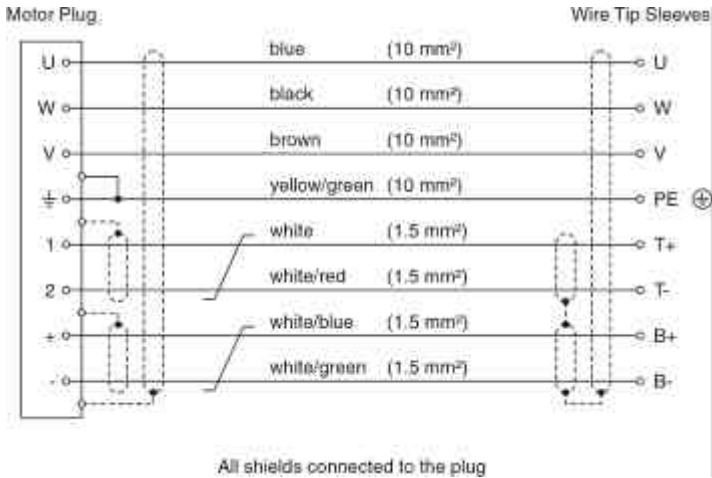 Motor Plug Wire Tip Sleeves
U blue (10 mm²) U
W black (10 mm²) W
V brown (10 mm²) V
yellow/green (10 mm²) PE
1 white (1.5 mm²) T+
2 white/red (1.5 mm²) T-
+ white/blue (1.5 mm²) B+
- white/green (1.5 mm²) B-
All shields connected to the plug